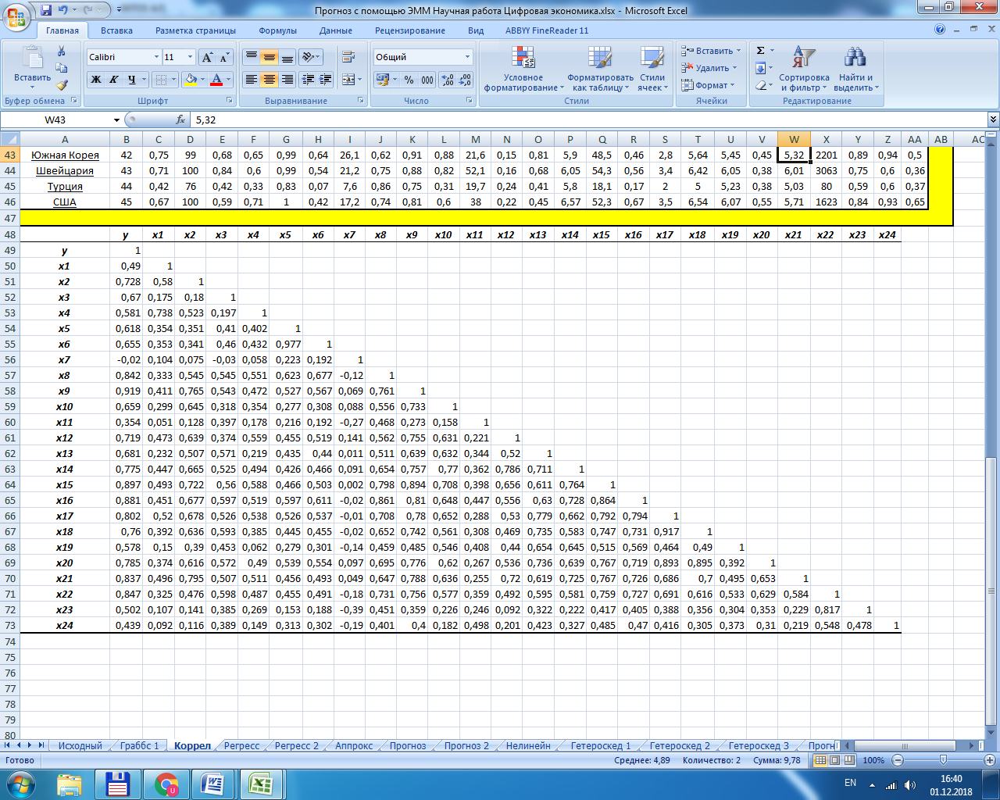 Прогноз с помощью ЭММ Научная работа Цифровая экономика.xlsx - Microsoft Excel
Главная Вставка Разметка страницы Формулы Данные Рецензирование Вид ABBYY FineReader 11
Calibri 11 Общий Вставить Удалить Формат
Вставить Ж К Ч % 000 Условное форматирование Форматировать как таблицу Стили ячеек Сортировка и фильтр Найти и выделить
Буфер обмена Шрифт Выравнивание Число Стили Ячейки Редактирование
W43 fx 5,32
A B C D E F G H I J K L M N O P Q R S T U V W X Y Z AA AB AC
43 Южная Корея 42 0,75 99 0,68 0,65 0,99 0,64 26,1 0,62 0,91 0,88 21,6 0,15 0,81 5,9 48,5 0,46 2,8 5,64 5,45 0,45 5,32 2201 0,89 0,94 0,5
44 Швейцария 43 0,71 100 0,84 0,6 0,99 0,54 21,2 0,75 0,88 0,82 52,1 0,16 0,68 6,05 54,3 0,56 3,4 6,42 6,05 0,38 6,01 3063 0,75 0,6 0,36
45 Турция 44 0,42 76 0,42 0,33 0,83 0,07 7,6 0,86 0,75 0,31 19,7 0,24 0,41 5,8 18,1 0,17 2 5 5,23 0,38 5,03 80 0,59 0,6 0,37
46 США 45 0,67 100 0,59 0,71 1 0,42 17,2 0,74 0,81 0,6 38 0,22 0,45 6,57 52,3 0,67 3,5 6,54 6,07 0,55 5,71 1623 0,84 0,93 0,65
47
48 y x1 x2 x3 x4 x5 x6 x7 x8 x9 x10 x11 x12 x13 x14 x15 x16 x17 x18 x19 x20 x21 x22 x23 x24
49 y 1
50 x1 0,49 1
51 x2 0,728 0,58 1
52 x3 0,67 0,175 0,18 1
53 x4 0,581 0,738 0,523 0,197 1
54 x5 0,618 0,354 0,351 0,41 0,402 1
55 x6 0,655 0,353 0,341 0,46 0,432 0,977 1
56 x7 -0,02 0,104 0,075 -0,03 0,058 0,223 0,192 1
57 x8 0,842 0,333 0,545 0,545 0,551 0,623 0,677 -0,12 1
58 x9 0,919 0,411 0,765 0,543 0,472 0,527 0,567 0,069 0,761 1
59 x10 0,659 0,299 0,645 0,318 0,354 0,277 0,308 0,088 0,556 0,733 1
60 x11 0,354 0,051 0,128 0,397 0,178 0,216 0,192 -0,27 0,468 0,273 0,158 1
61 x12 0,719 0,473 0,639 0,374 0,559 0,455 0,519 0,141 0,562 0,755 0,631 0,221 1
62 x13 0,681 0,232 0,507 0,571 0,219 0,435 0,44 0,011 0,511 0,639 0,632 0,344 0,52 1
63 x14 0,775 0,447 0,665 0,525 0,494 0,426 0,466 0,091 0,654 0,757 0,77 0,362 0,786 0,711 1
64 x15 0,897 0,493 0,722 0,56 0,588 0,466 0,503 0,002 0,798 0,894 0,708 0,398 0,656 0,611 0,764 1
65 x16 0,881 0,451 0,677 0,597 0,519 0,597 0,611 -0,02 0,861 0,81 0,648 0,447 0,556 0,63 0,728 0,864 1
66 x17 0,802 0,52 0,678 0,526 0,538 0,526 0,537 -0,01 0,708 0,78 0,652 0,288 0,53 0,779 0,662 0,792 0,794 1
67 x18 0,76 0,392 0,636 0,593 0,385 0,445 0,455 -0,02 0,652 0,742 0,561 0,308 0,469 0,735 0,583 0,747 0,731 0,917 1
68 x19 0,578 0,15 0,39 0,453 0,062 0,279 0,301 -0,14 0,459 0,485 0,546 0,408 0,44 0,654 0,645 0,515 0,569 0,464 0,49 1
69 x20 0,785 0,374 0,616 0,572 0,49 0,539 0,554 0,097 0,695 0,776 0,62 0,267 0,536 0,736 0,639 0,767 0,719 0,893 0,895 0,392 1
70 x21 0,837 0,496 0,795 0,507 0,511 0,456 0,493 0,049 0,647 0,788 0,636 0,255 0,72 0,619 0,725 0,767 0,726 0,686 0,7 0,495 0,653 1
71 x22 0,847 0,325 0,476 0,598 0,487 0,455 0,491 -0,18 0,731 0,756 0,577 0,359 0,492 0,595 0,581 0,759 0,727 0,691 0,616 0,533 0,629 0,584 1
72 x23 0,502 0,107 0,141 0,385 0,269 0,153 0,188 -0,39 0,451 0,359 0,226 0,246 0,092 0,322 0,222 0,417 0,405 0,388 0,356 0,304 0,353 0,229 0,817 1
73 x24 0,439 0,092 0,116 0,389 0,149 0,313 0,302 -0,19 0,401 0,4 0,182 0,498 0,201 0,423 0,327 0,485 0,47 0,416 0,305 0,373 0,31 0,219 0,548 0,478 1
74
75
76
77
78
79
80
Исходный Граббс 1 Коррел Регресс Регресс 2 Аппрокс Прогноз Прогноз 2 Нелинейн Гетероскед 1 Гетероскед 2 Гетероскед 3 Прогн
Готово Среднее: 4,89 Количество: 2 Сумма: 9,78 100%
EN 16:40
01.12.2018